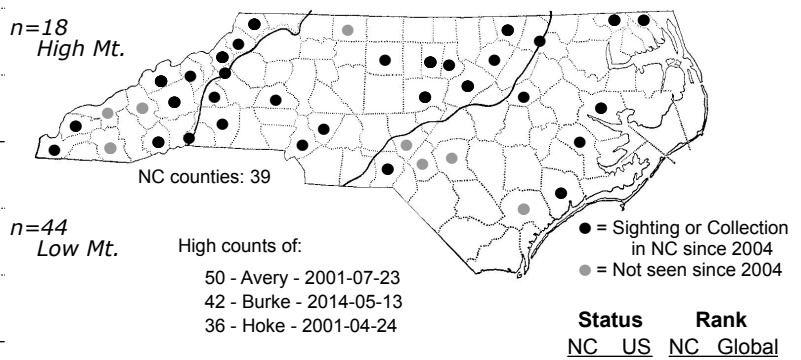 n=18
High Mt.
NC counties: 39
n=44
Low Mt.
High counts of:
50 - Avery - 2001-07-23
42 - Burke - 2014-05-13
36 - Hoke - 2001-04-24
= Sighting or Collection
in NC since 2004
= Not seen since 2004
Status Rank
NC US NC Global